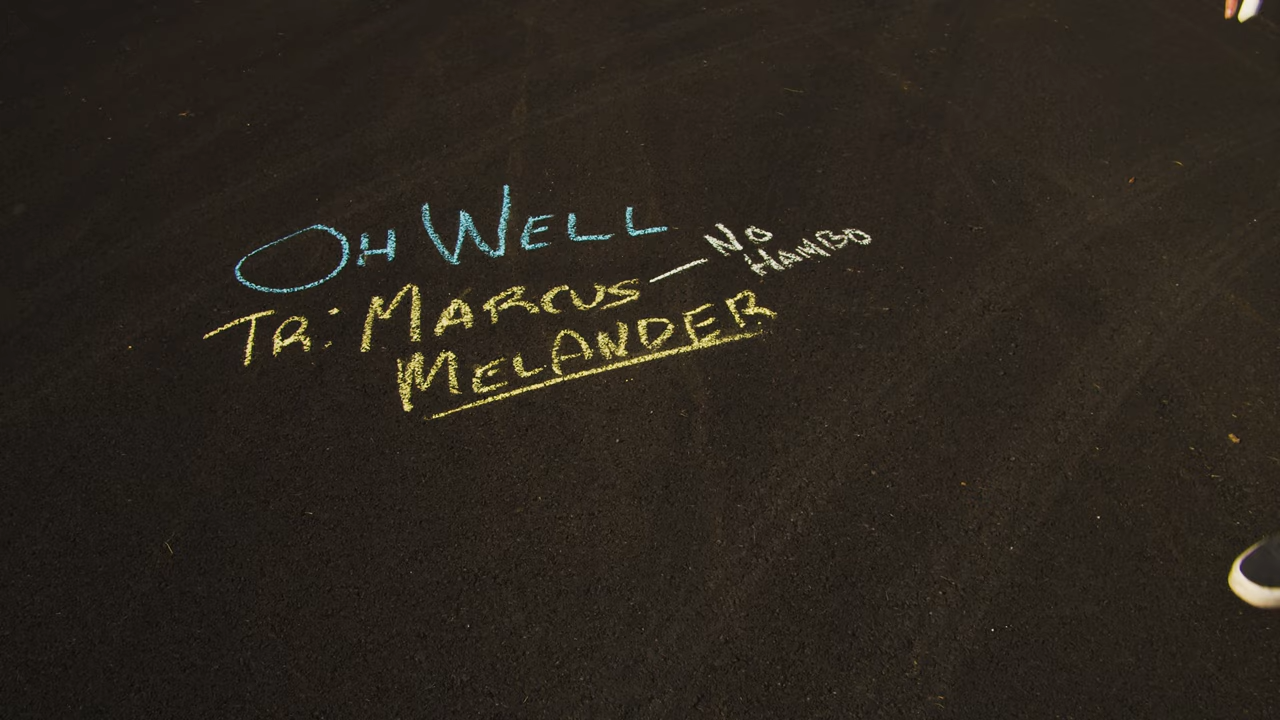 OH WELL
TR: MARCUS — NO HAMBO
MELANDER